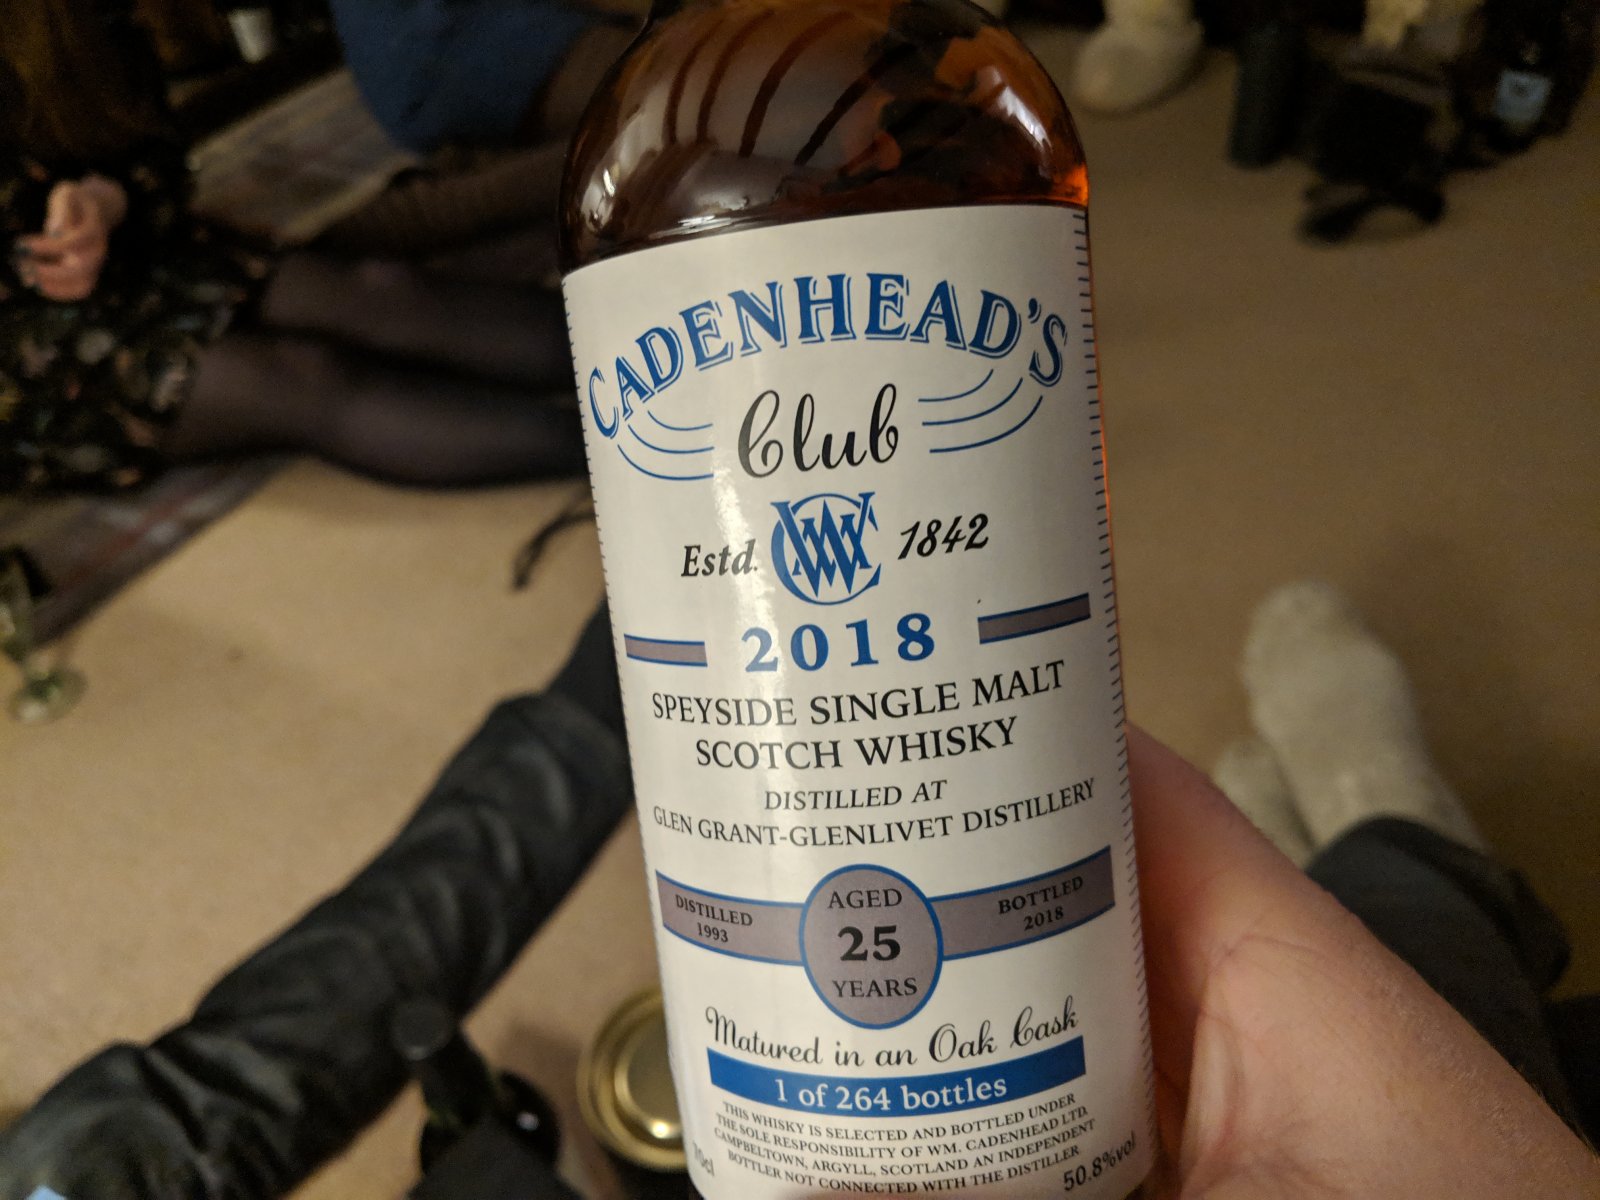 CADENHEAD'S
Club
Estd. WC 1842
2018
SPEYSIDE SINGLE MALT
SCOTCH WHISKY
DISTILLED AT
GLEN GRANT-GLENLIVET DISTILLERY
DISTILLED
1993
AGED
25
YEARS
BOTTLED
2018
Matured in an Oak Cask
1 of 264 bottles
THIS WHISKY IS SELECTED AND BOTTLED UNDER
THE SOLE RESPONSIBILITY OF WM. CADENHEAD LTD.
CAMPBELTOWN, ARGYLL, SCOTLAND AN INDEPENDENT
BOTTLER NOT CONNECTED WITH THE DISTILLER
70cl
50.8%vol